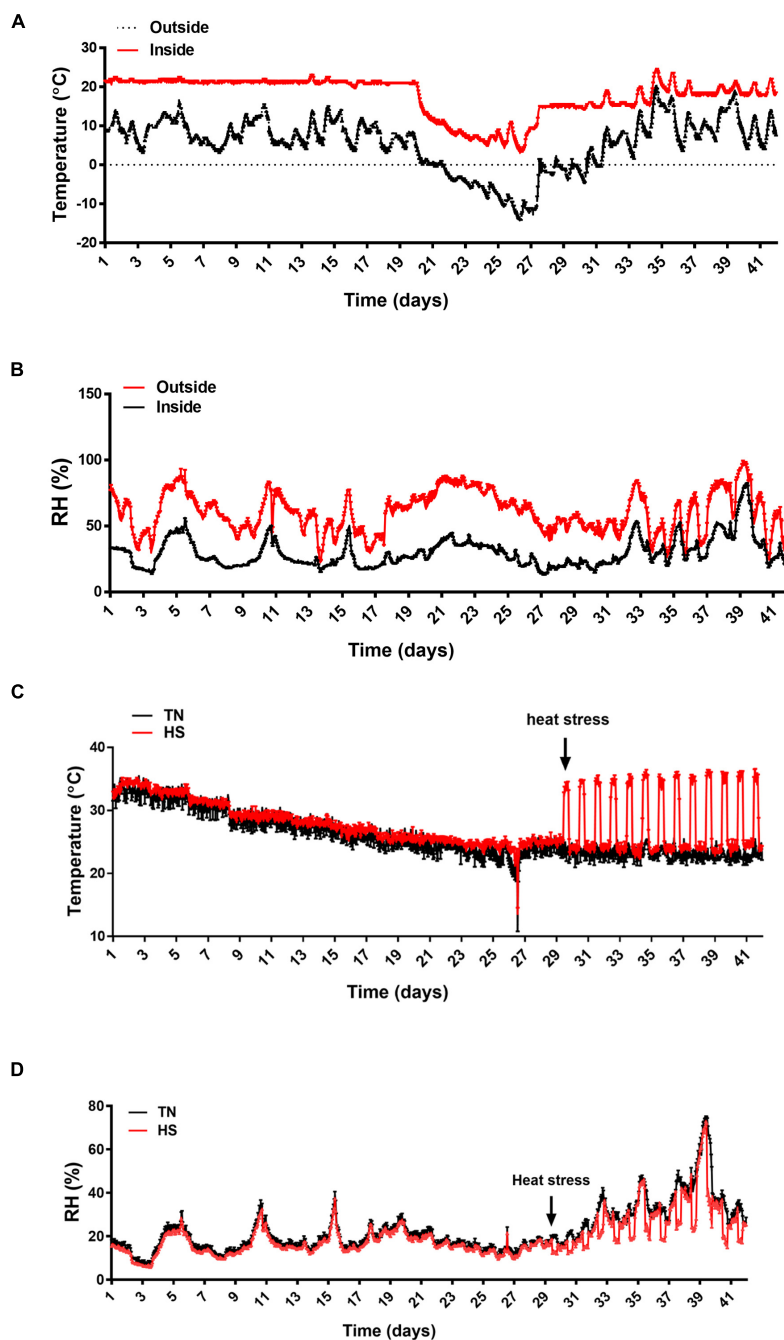 A
Outside
Inside
Temperature (°C)
30
20
10
0
-10
-20
1 3 5 7 9 11 13 15 17 19 21 23 25 27 29 31 33 35 37 39 41
Time (days)
B
Outside
Inside
RH (%)
150
100
50
0
1 3 5 7 9 11 13 15 17 19 21 23 25 27 29 31 33 35 37 39 41
Time (days)
C
TN
HS
heat stress
Temperature (°C)
40
30
20
10
1 3 5 7 9 11 13 15 17 19 21 23 25 27 29 31 33 35 37 39 41
Time (days)
D
TN
HS
Heat stress
RH (%)
80
60
40
20
0
1 3 5 7 9 11 13 15 17 19 21 23 25 27 29 31 33 35 37 39 41
Time (days)